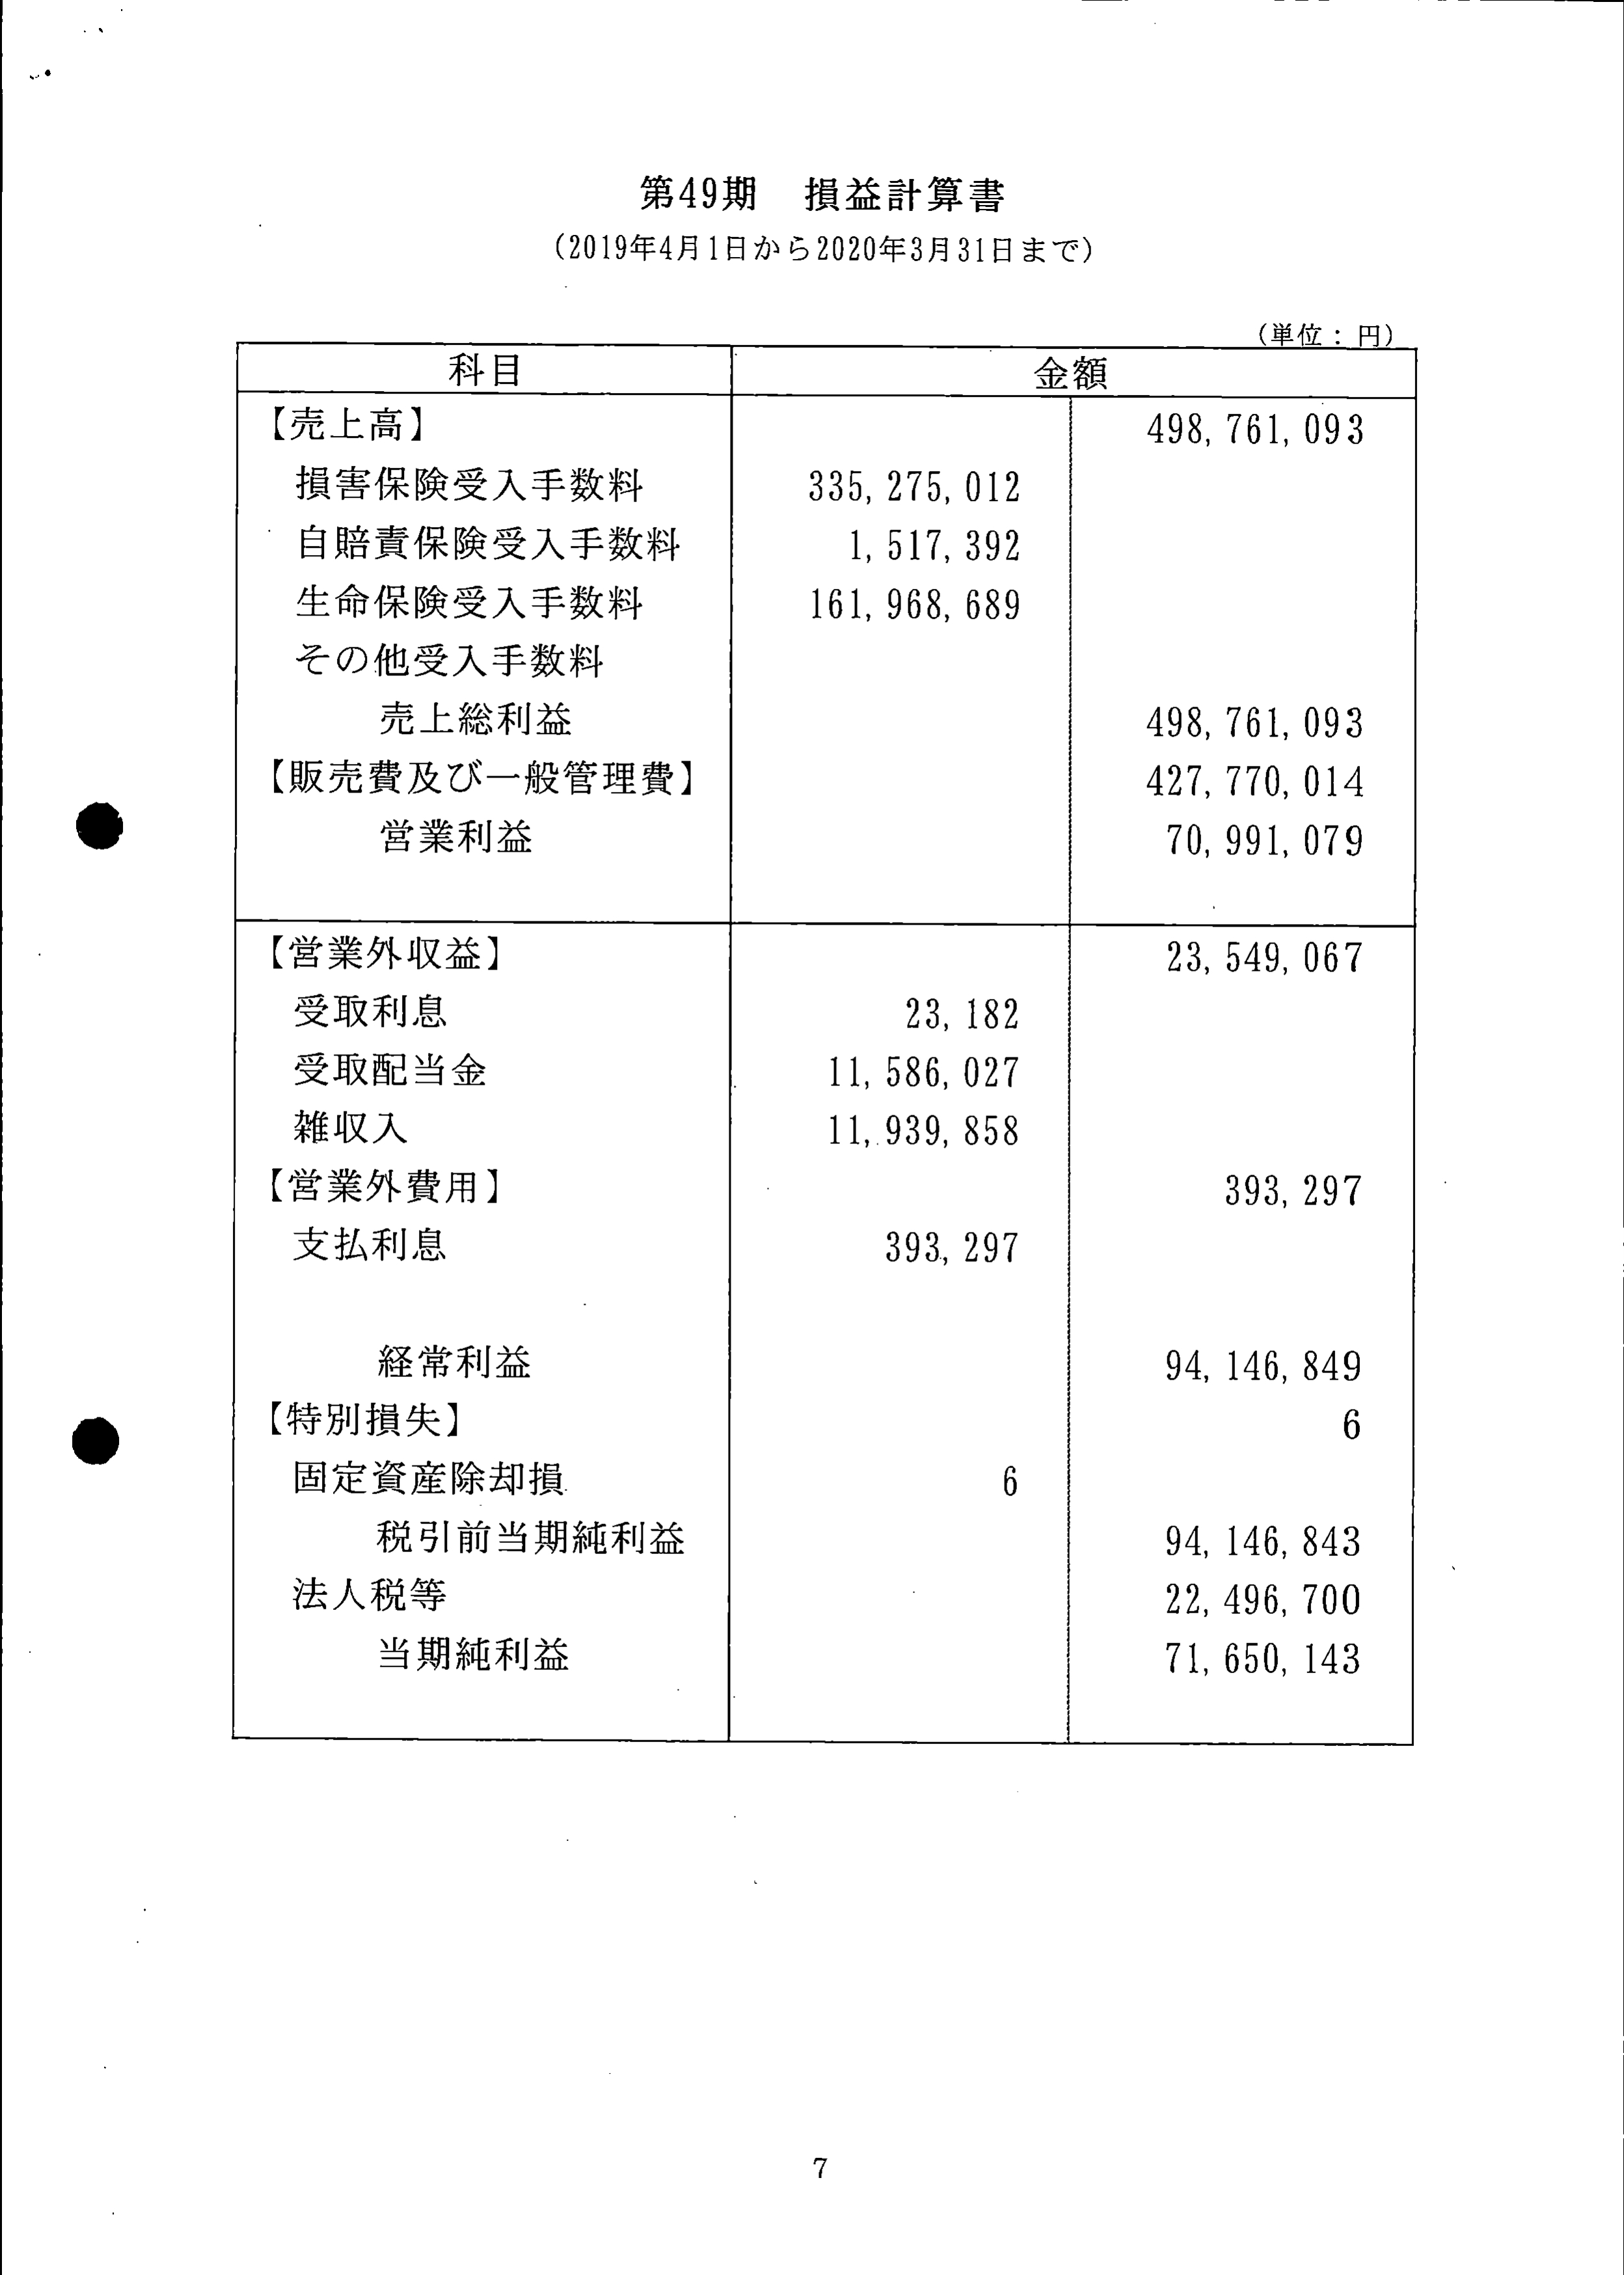 第49期 損益計算書
(2019年4月1日から2020年3月31日まで)
(単位：円)
科目 金額
【売上高】 498,761,093
損害保険受入手数料 335,275,012
自賠責保険受入手数料 1,517,392
生命保険受入手数料 161,968,689
その他受入手数料
売上総利益 498,761,093
【販売費及び一般管理費】 427,770,014
営業利益 70,991,079
【営業外収益】 23,549,067
受取利息 23,182
受取配当金 11,586,027
雑収入 11,939,858
【営業外費用】 393,297
支払利息 393,297
経常利益 94,146,849
【特別損失】 6
固定資産除却損 6
税引前当期純利益 94,146,843
法人税等 22,496,700
当期純利益 71,650,143
7